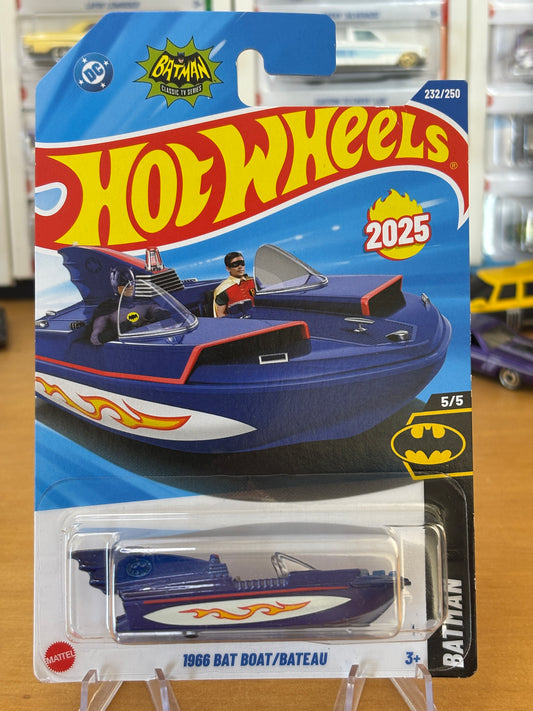 DC
BATMAN
CLASSIC TV SERIES
232/250
HOT WHEELS
®
2025
5/5
BATMAN
MATTEL
1966 BAT BOAT/BATEAU
3+